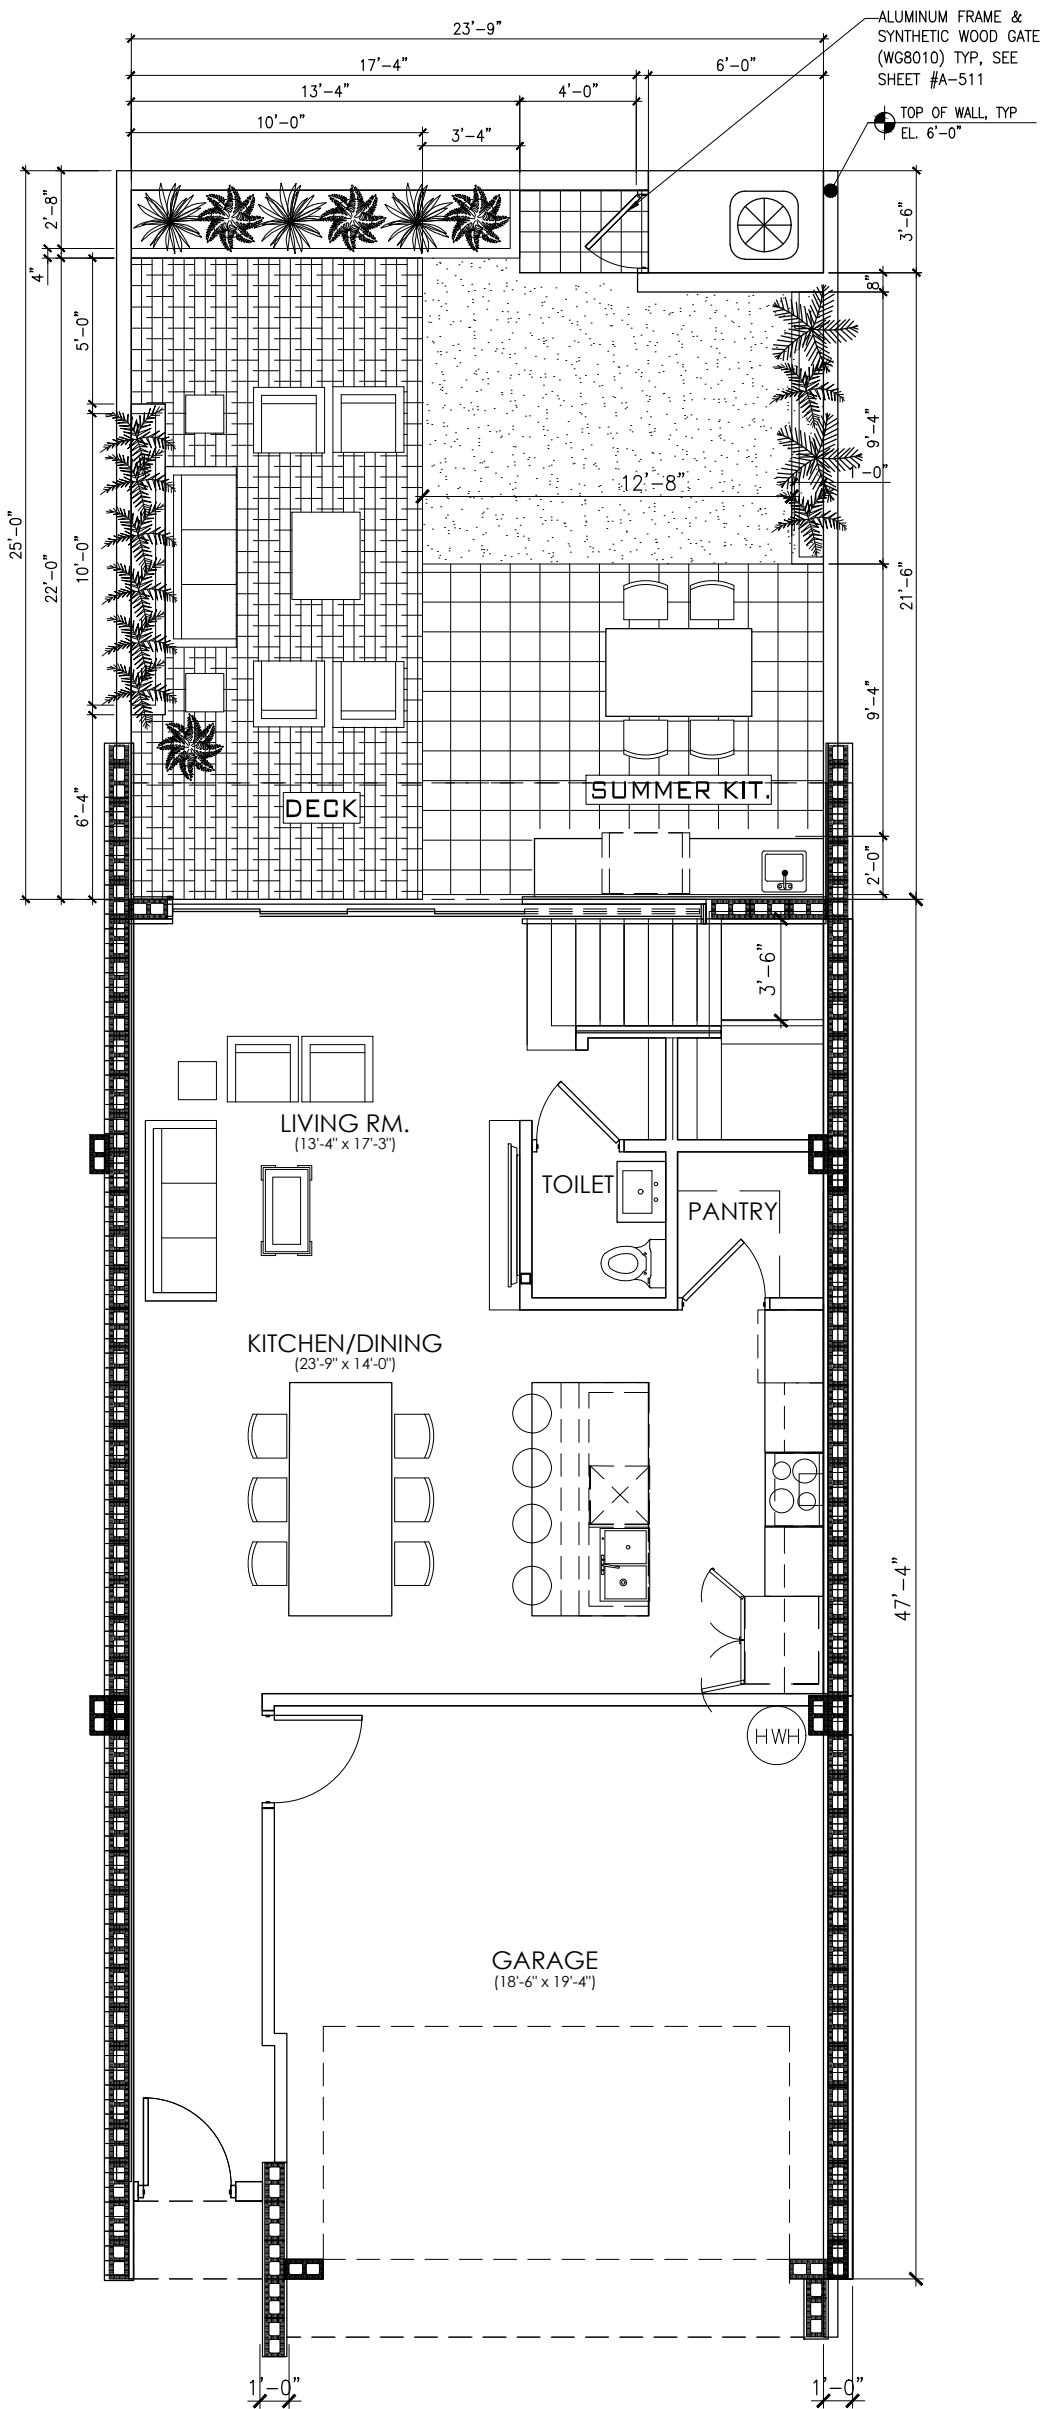 23'-9"
ALUMINUM FRAME &
SYNTHETIC WOOD GATE
(WG8010) TYP, SEE
SHEET #A-511
17'-4"
6'-0"
13'-4"
4'-0"
TOP OF WALL, TYP
EL. 6'-0"
10'-0"
3'-4"
2'-8"
3'-6"
4"
8"
5'-0"
9'-4"
1'-0"
12'-8"
25'-0"
22'-0"
10'-0"
21'-6"
9'-4"
6'-4"
DECK
SUMMER KIT.
2'-0"
3'-6"
LIVING RM.
(13'-4" x 17'-3")
TOILET
PANTRY
KITCHEN/DINING
(23'-9" x 14'-0")
47'-4"
HWH
GARAGE
(18'-6" x 19'-4")
1'-0"
1'-0"